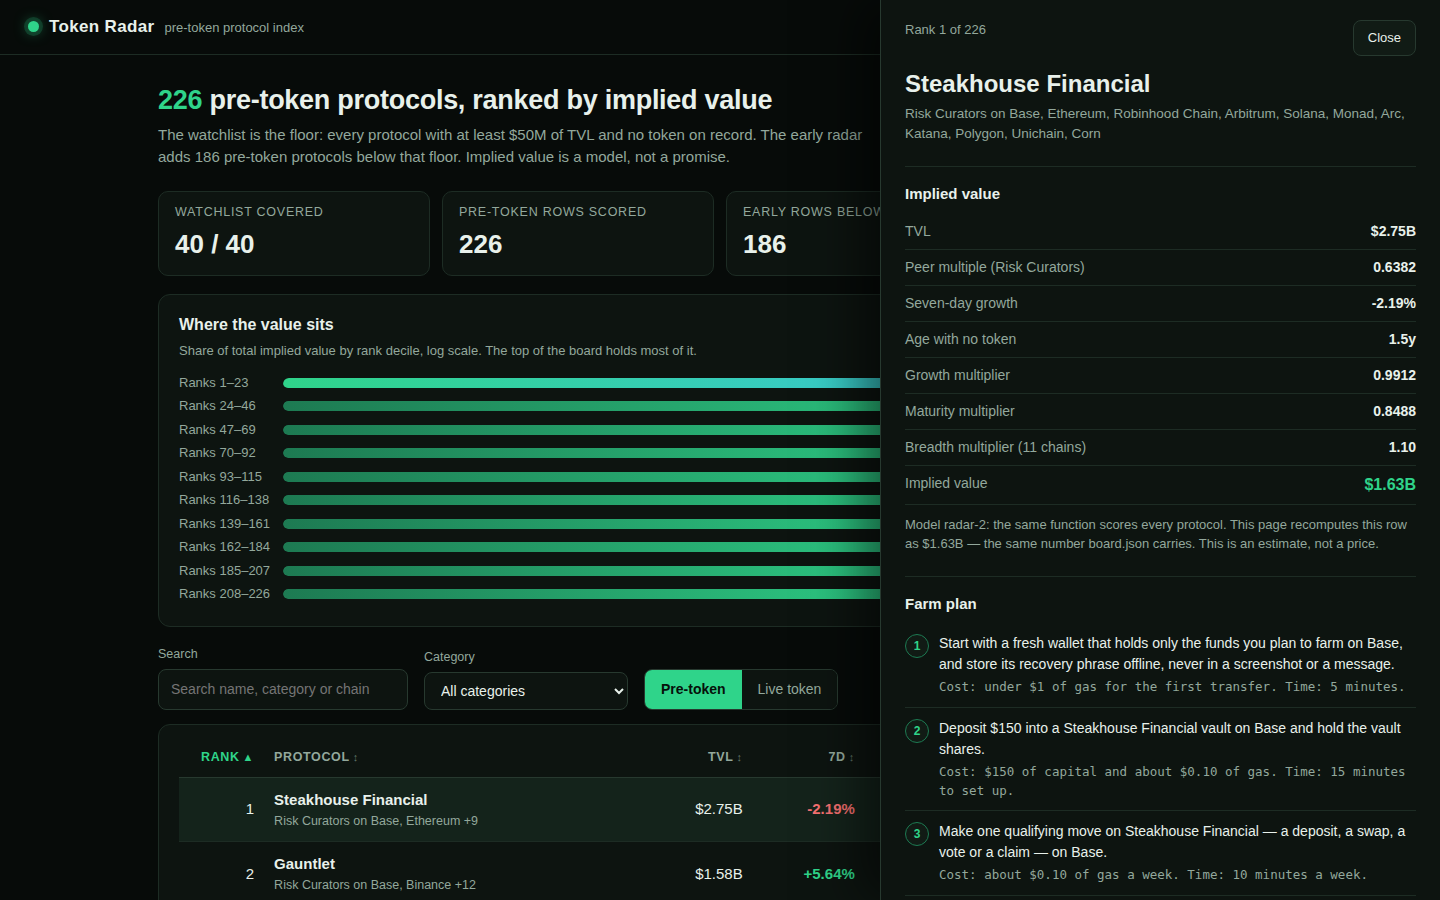 Token Radar pre-token protocol index
226 pre-token protocols, ranked by implied value
The watchlist is the floor: every protocol with at least $50M of TVL and no token on record. The early radar
adds 186 pre-token protocols below that floor. Implied value is a model, not a promise.
WATCHLIST COVERED
40 / 40
PRE-TOKEN ROWS SCORED
226
EARLY ROWS BELOW
186
Where the value sits
Share of total implied value by rank decile, log scale. The top of the board holds most of it.
Ranks 1–23
Ranks 24–46
Ranks 47–69
Ranks 70–92
Ranks 93–115
Ranks 116–138
Ranks 139–161
Ranks 162–184
Ranks 185–207
Ranks 208–226
Search
Search name, category or chain
Category
All categories
Pre-token Live token
RANK ▲ PROTOCOL ↕ TVL ↕ 7D ↕
1 Steakhouse Financial $2.75B -2.19%
Risk Curators on Base, Ethereum +9
2 Gauntlet $1.58B +5.64%
Risk Curators on Base, Binance +12
Rank 1 of 226
Close
Steakhouse Financial
Risk Curators on Base, Ethereum, Robinhood Chain, Arbitrum, Solana, Monad, Arc,
Katana, Polygon, Unichain, Corn
Implied value
TVL $2.75B
Peer multiple (Risk Curators) 0.6382
Seven-day growth -2.19%
Age with no token 1.5y
Growth multiplier 0.9912
Maturity multiplier 0.8488
Breadth multiplier (11 chains) 1.10
Implied value $1.63B
Model radar-2: the same function scores every protocol. This page recomputes this row
as $1.63B — the same number board.json carries. This is an estimate, not a price.
Farm plan
1 Start with a fresh wallet that holds only the funds you plan to farm on Base,
and store its recovery phrase offline, never in a screenshot or a message.
Cost: under $1 of gas for the first transfer. Time: 5 minutes.
2 Deposit $150 into a Steakhouse Financial vault on Base and hold the vault
shares.
Cost: $150 of capital and about $0.10 of gas. Time: 15 minutes
to set up.
3 Make one qualifying move on Steakhouse Financial — a deposit, a swap, a
vote or a claim — on Base.
Cost: about $0.10 of gas a week. Time: 10 minutes a week.